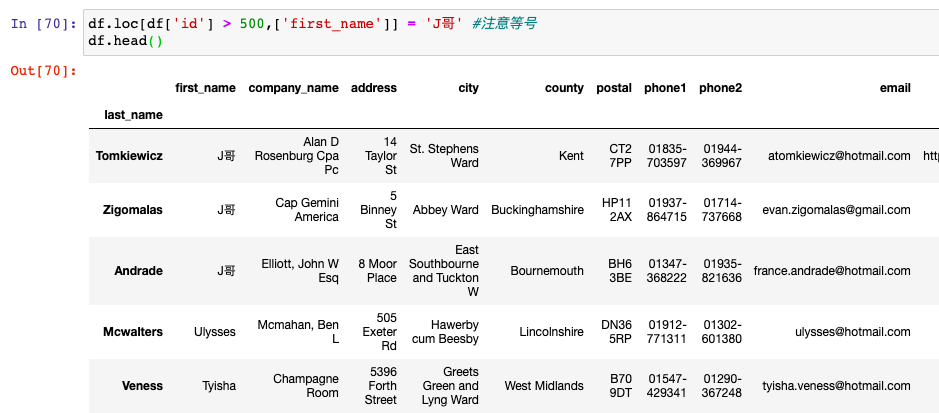 In [70]: df.loc[df['id'] > 500,['first_name']] = 'J哥' #注意等号
df.head()
Out[70]:
first_name company_name address city county postal phone1 phone2 email
last_name
Alan D 14
Tomkiewicz J哥 Rosenburg Cpa Taylor St. Stephens Kent CT2 01835- 01944- atomkiewicz@hotmail.com htt
Pc St Ward 7PP 703597 369967
5
Zigomalas J哥 Cap Gemini Binney Abbey Ward Buckinghamshire HP11 01937- 01714- evan.zigomalas@gmail.com
America St 2AX 864715 737668
East
Andrade J哥 Elliott, John W 8 Moor Southbourne Bournemouth BH6 01347- 01935- france.andrade@hotmail.com
Esq Place and Tuckton 3BE 368222 821636
W
505
Mcwalters Ulysses Mcmahan, Ben Exeter Hawerby Lincolnshire DN36 01912- 01302- ulysses@hotmail.com
L Rd cum Beesby 5RP 771311 601380
5396 Greets
Veness Tyisha Champagne Forth Green and West Midlands B70 01547- 01290- tyisha.veness@hotmail.com
Room Street Lyng Ward 9DT 429341 367248